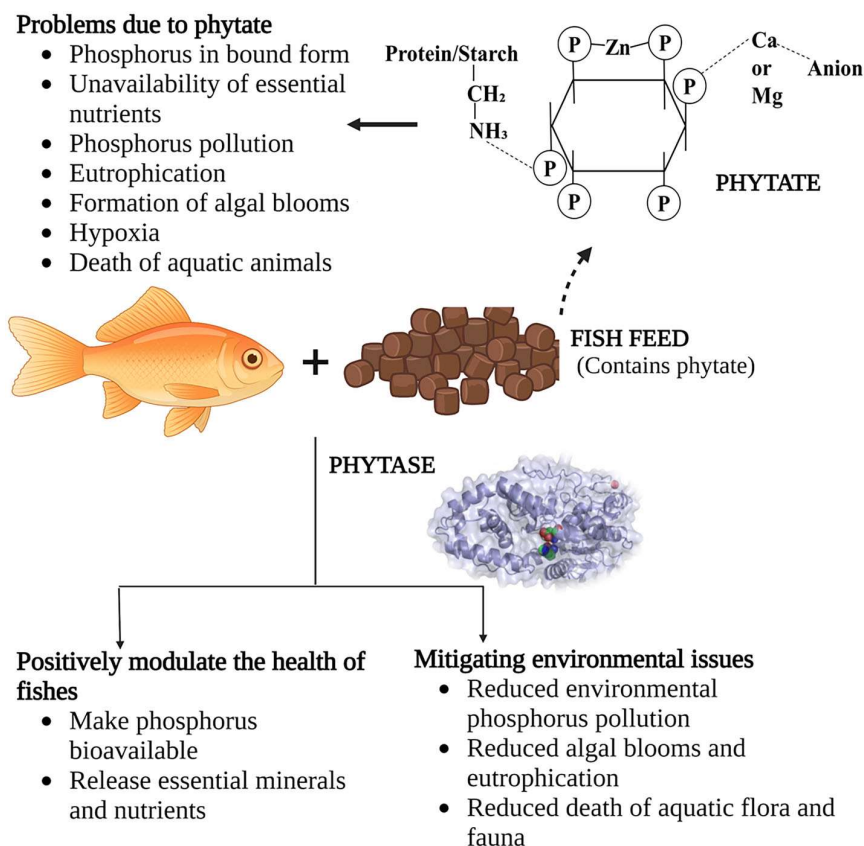 Problems due to phytate
• Phosphorus in bound form
• Unavailability of essential
nutrients
• Phosphorus pollution
• Eutrophication
• Formation of algal blooms
• Hypoxia
• Death of aquatic animals
Protein/Starch
CH₂
NH₃
P
Zn
P
P
Ca
or
Mg
Anion
P
P
P
PHYTATE
+
FISH FEED
(Contains phytate)
PHYTASE
Positively modulate the health of
fishes
• Make phosphorus
bioavailable
• Release essential minerals
and nutrients
Mitigating environmental issues
• Reduced environmental
phosphorus pollution
• Reduced algal blooms and
eutrophication
• Reduced death of aquatic flora and
fauna